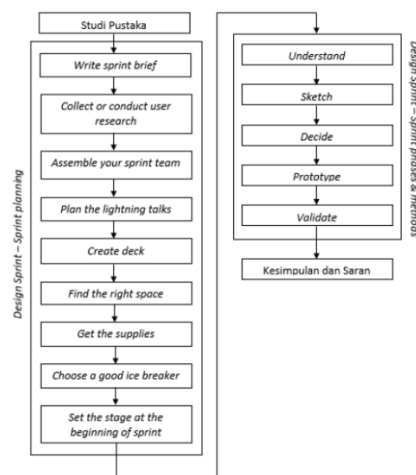 Studi Pustaka
Design Sprint – Sprint planning
Write sprint brief
Collect or conduct user
research
Assemble your sprint team
Plan the lightning talks
Create deck
Find the right space
Get the supplies
Choose a good ice breaker
Set the stage at the
beginning of sprint
Design Sprint – Sprint phases & methods
Understand
Sketch
Decide
Prototype
Validate
Kesimpulan dan Saran